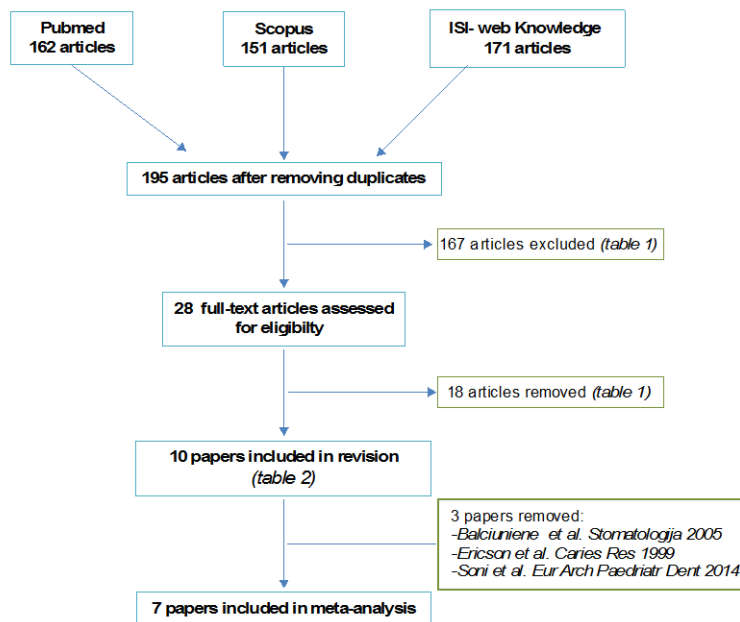 Pubmed
162 articles
Scopus
151 articles
ISI- web Knowledge
171 articles
195 articles after removing duplicates
167 articles excluded (table 1)
28 full-text articles assessed
for eligibilty
18 articles removed (table 1)
10 papers included in revision
(table 2)
3 papers removed:
-Balciuniene et al. Stomatologija 2005
-Ericson et al. Caries Res 1999
-Soni et al. Eur Arch Paedriatr Dent 2014
7 papers included in meta-analysis